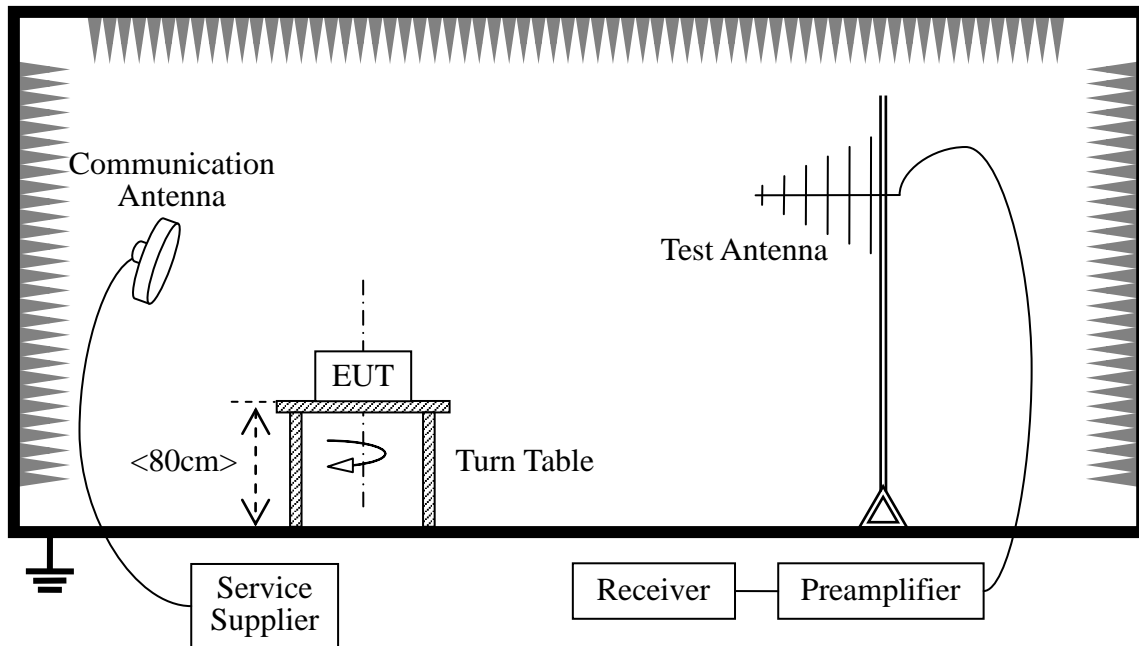 Communication
Antenna
Test Antenna
EUT
<80cm>
Turn Table
Service
Supplier
Receiver
Preamplifier